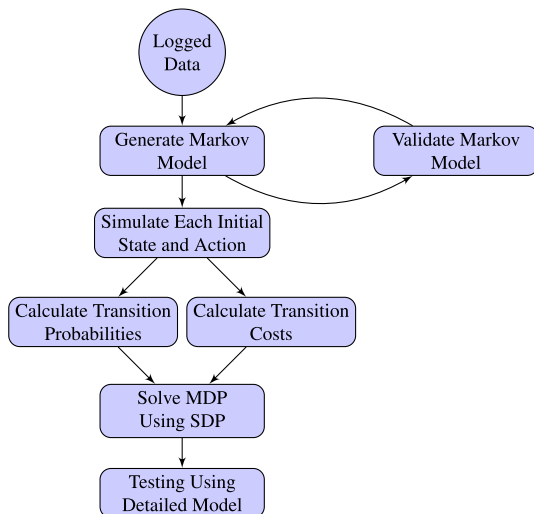 Logged
Data
Generate Markov
Model
Validate Markov
Model
Simulate Each Initial
State and Action
Calculate Transition
Probabilities
Calculate Transition
Costs
Solve MDP
Using SDP
Testing Using
Detailed Model